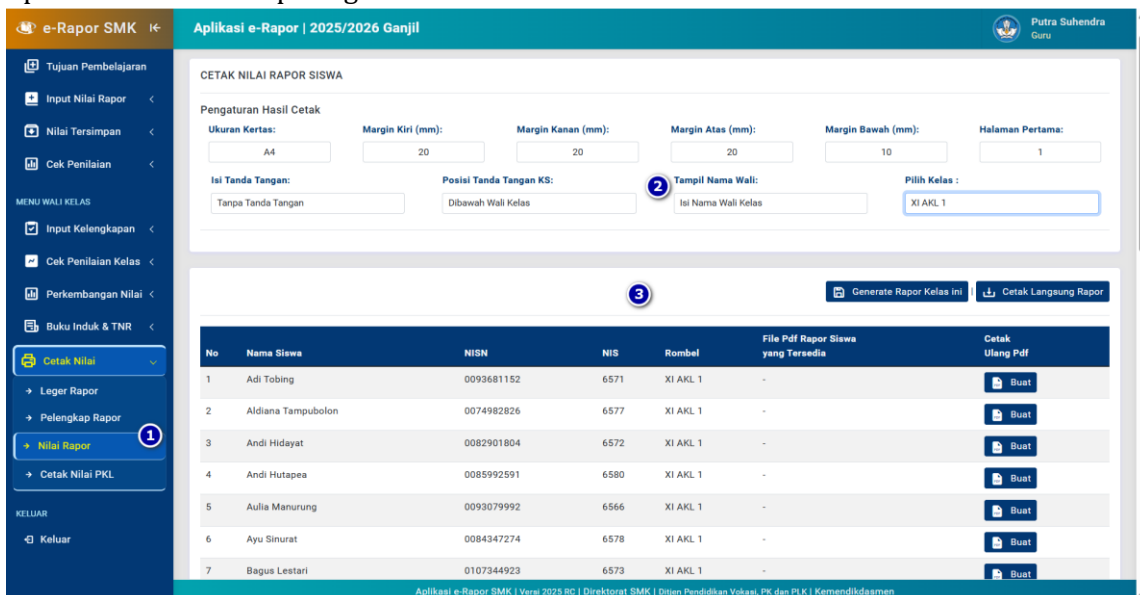 e-Rapor SMK
Aplikasi e-Rapor | 2025/2026 Ganjil
Putra Suhendra
Guru
Tujuan Pembelajaran
Input Nilai Rapor
Nilai Tersimpan
Cek Penilaian
MENU WALI KELAS
Input Kelengkapan
Cek Penilaian Kelas
Perkembangan Nilai
Buku Induk & TNR
Cetak Nilai
Leger Rapor
Pelengkap Rapor
Nilai Rapor
1
Cetak Nilai PKL
KELUAR
Keluar
CETAK NILAI RAPOR SISWA
Pengaturan Hasil Cetak
Ukuran Kertas: Margin Kiri (mm): Margin Kanan (mm): Margin Atas (mm): Margin Bawah (mm): Halaman Pertama:
A4 20 20 20 10 1
Isi Tanda Tangan: Posisi Tanda Tangan KS: 2 Tampil Nama Wali: Pilih Kelas :
Tanpa Tanda Tangan Dibawah Wali Kelas Isi Nama Wali Kelas XI AKL 1
3 Generate Rapor Kelas ini | Cetak Langsung Rapor
No Nama Siswa NISN NIS Rombel File Pdf Rapor Siswa yang Tersedia Cetak Ulang Pdf
1 Adi Tobing 0093681152 6571 XI AKL 1 - Buat
2 Aldiana Tampubolon 0074982826 6577 XI AKL 1 - Buat
3 Andi Hidayat 0082901804 6572 XI AKL 1 - Buat
4 Andi Hutapea 0085992591 6580 XI AKL 1 - Buat
5 Aulia Manurung 0093079992 6566 XI AKL 1 - Buat
6 Ayu Sinurat 0084347274 6578 XI AKL 1 - Buat
7 Bagus Lestari 0107344923 6573 XI AKL 1 - Buat
Aplikasi e-Rapor SMK | Versi 2025 RC | Direktorat SMK | Ditjen Pendidikan Vokasi, PK dan PLK | Kemendikdasmen